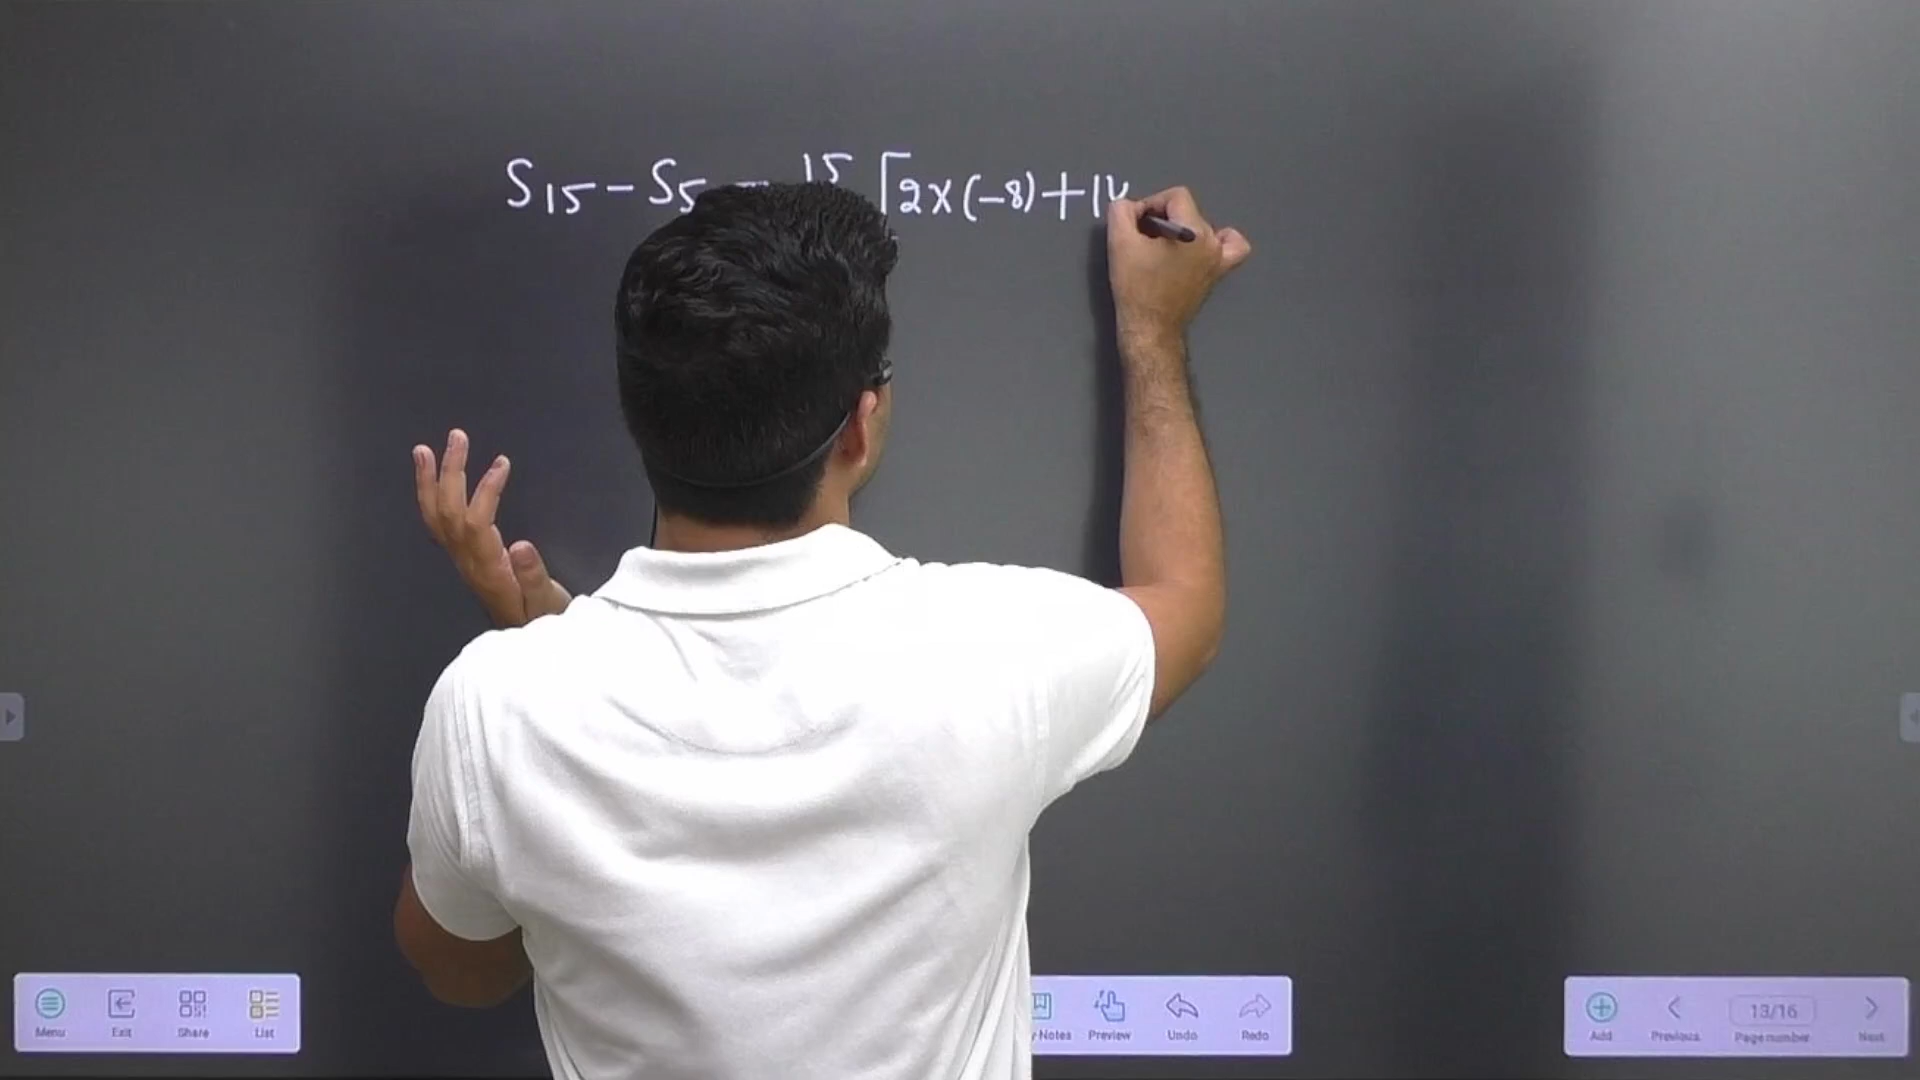 S15 - S5 = 15 [2 x (-8) + 14
Menu Exit Share List Notes Preview Undo Redo Add Previous 13/16 Page number Next